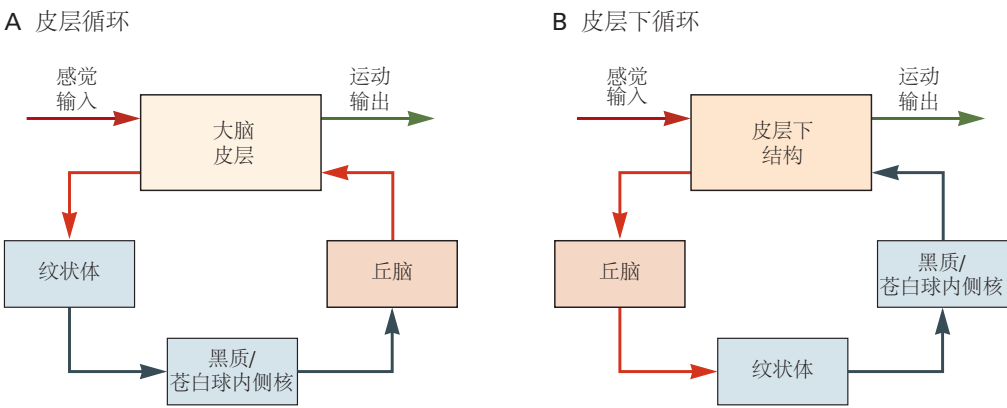 A 皮层循环
感觉
输入
运动
输出
大脑
皮层
纹状体
丘脑
黑质/
苍白球内侧核
B 皮层下循环
感觉
输入
运动
输出
皮层下
结构
丘脑
黑质/
苍白球内侧核
纹状体